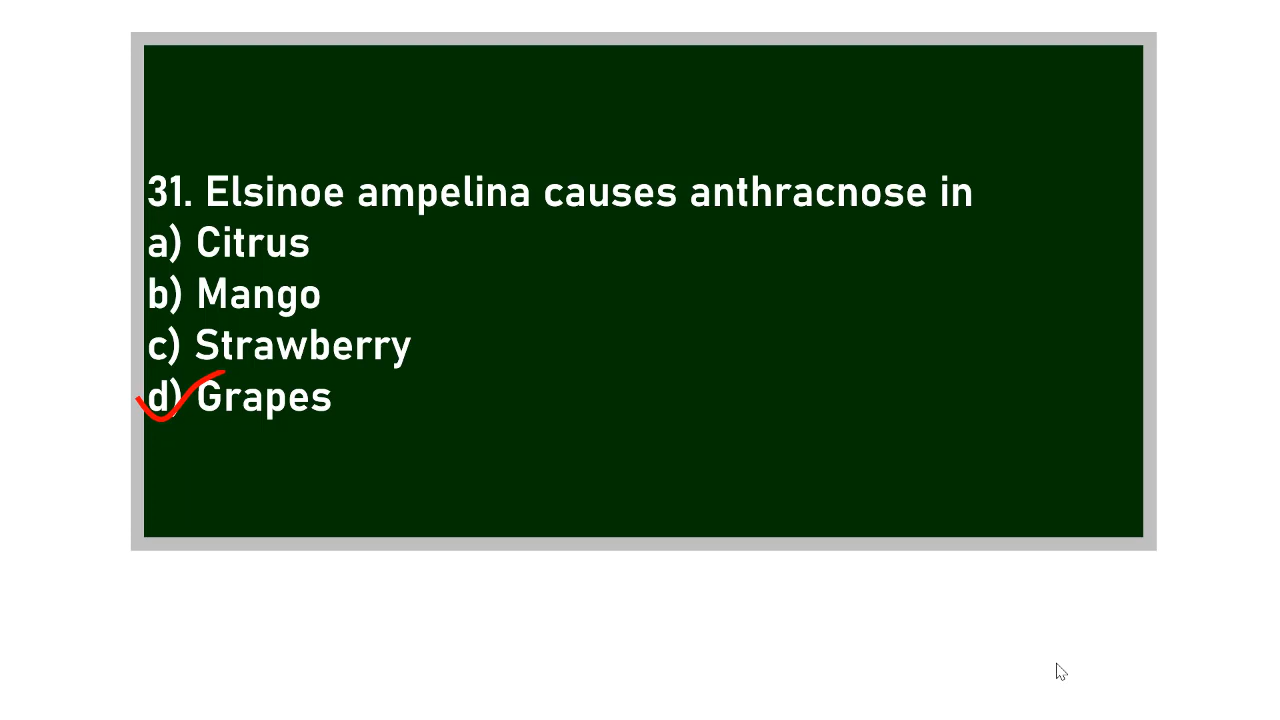 31. Elsinoe ampelina causes anthracnose in
a) Citrus
b) Mango
c) Strawberry
d) Grapes